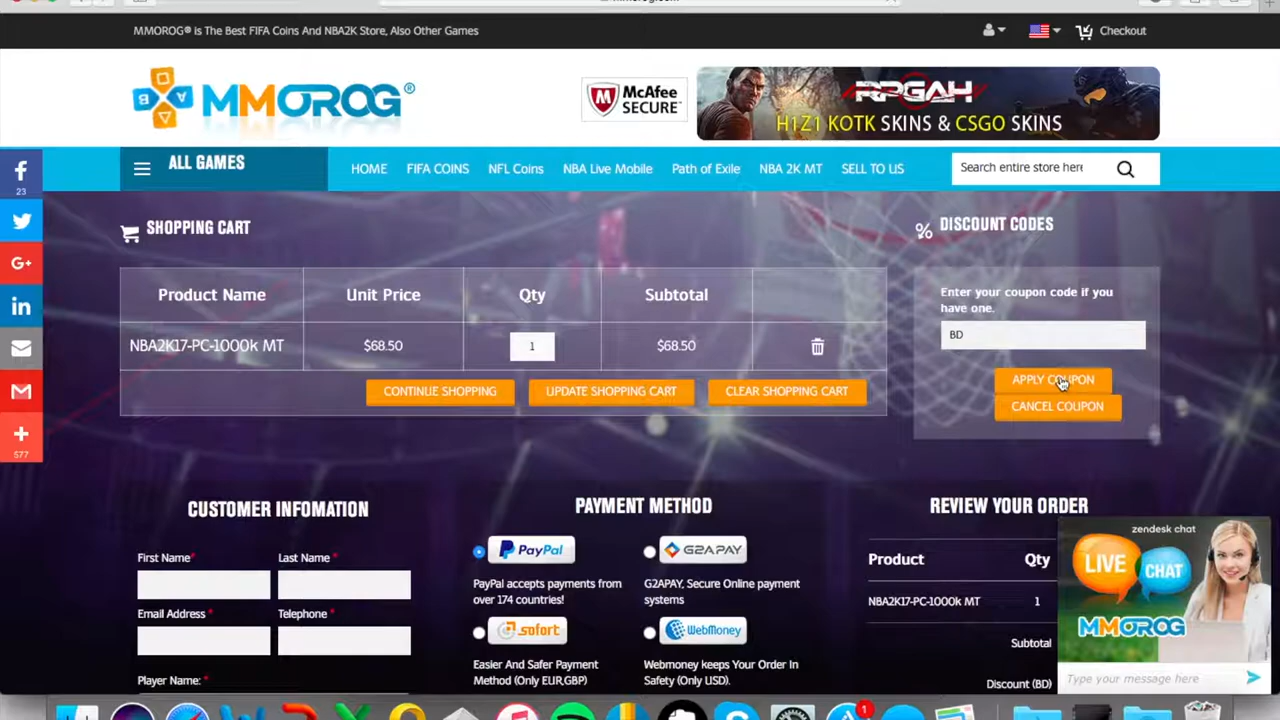 MMOROG® is The Best FIFA Coins And NBA2K Store, Also Other Games
Checkout
MMOROG®
McAfee
SECURE™
RPGAH
H1Z1 KOTK SKINS & CSGO SKINS
ALL GAMES
HOME
FIFA COINS
NFL Coins
NBA Live Mobile
Path of Exile
NBA 2K MT
SELL TO US
Search entire store here
23
577
SHOPPING CART
Product Name
Unit Price
Qty
Subtotal
NBA2K17-PC-1000k MT
$68.50
1
$68.50
CONTINUE SHOPPING
UPDATE SHOPPING CART
CLEAR SHOPPING CART
% DISCOUNT CODES
Enter your coupon code if you
have one.
BD
APPLY COUPON
CANCEL COUPON
CUSTOMER INFOMATION
First Name*
Last Name *
Email Address *
Telephone *
Player Name: *
PAYMENT METHOD
PayPal
PayPal accepts payments from
over 174 countries!
G2APAY
G2APAY, Secure Online payment
systems
sofort
Easier And Safer Payment
Method (Only EUR,GBP)
WebMoney
Webmoney keeps Your Order In
Safety (Only USD).
REVIEW YOUR ORDER
Product
Qty
NBA2K17-PC-1000k MT
1
Subtotal
Discount (BD)
zendesk chat
LIVE
CHAT
MMOROG
Type your message here
1